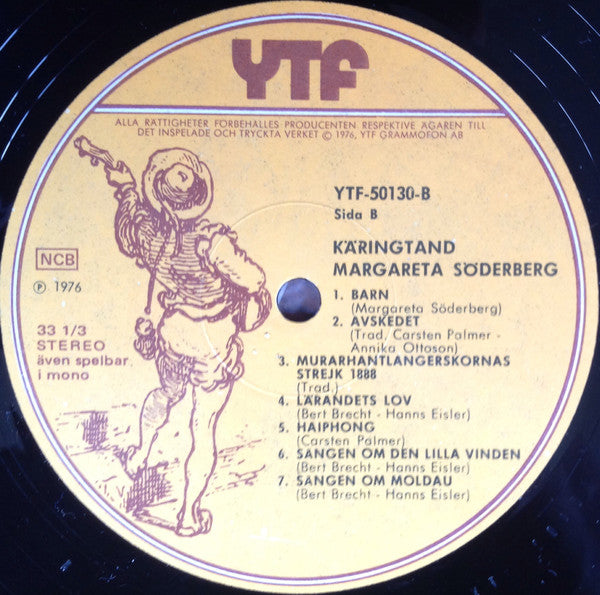 YTF
ALLA RÄTTIGHETER FÖRBEHÅLLES PRODUCENTEN RESPEKTIVE ÄGAREN TILL
DET INSPELADE OCH TRYCKTA VERKET © 1976, YTF GRAMMOFON AB
YTF-50130-B
Sida B
KÄRINGTAND
MARGARETA SÖDERBERG
NCB
Ⓟ 1976
33 1/3
STEREO
även spelbar
i mono
1. BARN
(Margareta Söderberg)
2. AVSKEDET
(Trad. Carsten Palmer -
Annika Ottoson)
3. MURARHANTLANGERSKORNAS
STREJK 1888
(Trad.)
4. LÄRANDETS LOV
(Bert Brecht - Hanns Eisler)
5. HAIPHONG
(Carsten Palmer)
6. SÅNGEN OM DEN LILLA VINDEN
(Bert Brecht - Hanns Eisler)
7. SÅNGEN OM MOLDAU
(Bert Brecht - Hanns Eisler)